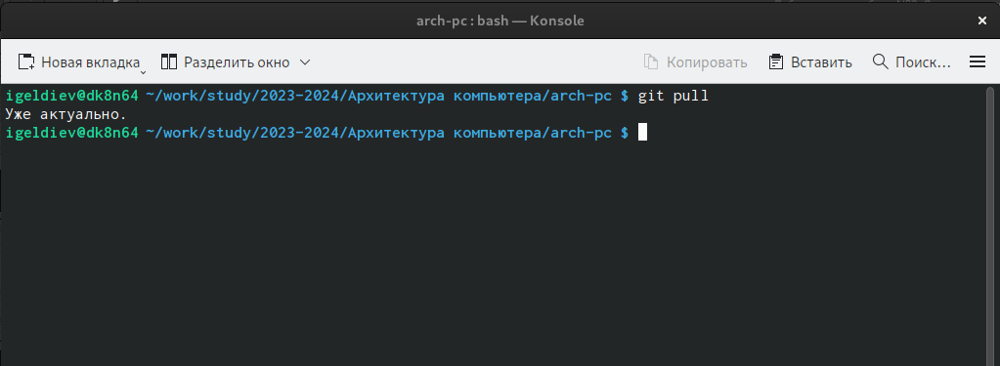 arch-pc : bash — Konsole
Новая вкладка Разделить окно Копировать Вставить Поиск...
igeldiev@dk8n64 ~/work/study/2023-2024/Архитектура компьютера/arch-pc $ git pull
Уже актуально.
igeldiev@dk8n64 ~/work/study/2023-2024/Архитектура компьютера/arch-pc $